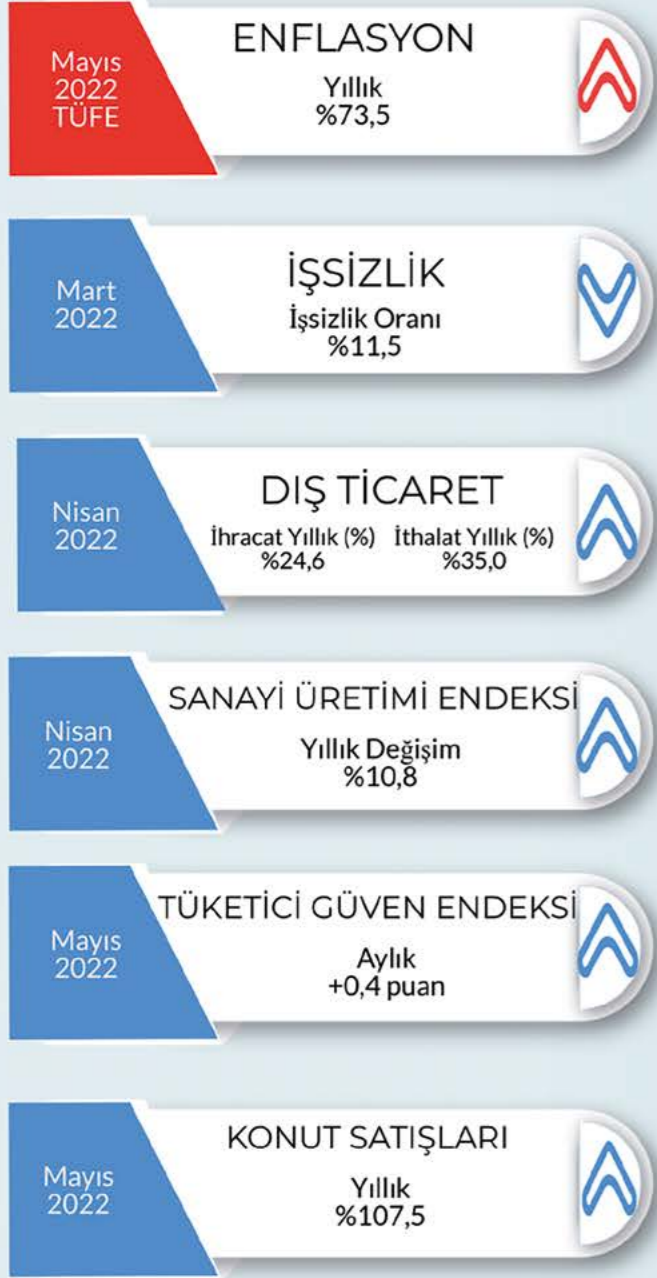 Mayıs
2022
TÜFE
ENFLASYON
Yıllık
%73,5
Mart
2022
İŞSİZLİK
İşsizlik Oranı
%11,5
Nisan
2022
DIŞ TİCARET
İhracat Yıllık (%) İthalat Yıllık (%)
%24,6 %35,0
Nisan
2022
SANAYİ ÜRETİMİ ENDEKSİ
Yıllık Değişim
%10,8
Mayıs
2022
TÜKETİCİ GÜVEN ENDEKSİ
Aylık
+0,4 puan
Mayıs
2022
KONUT SATIŞLARI
Yıllık
%107,5